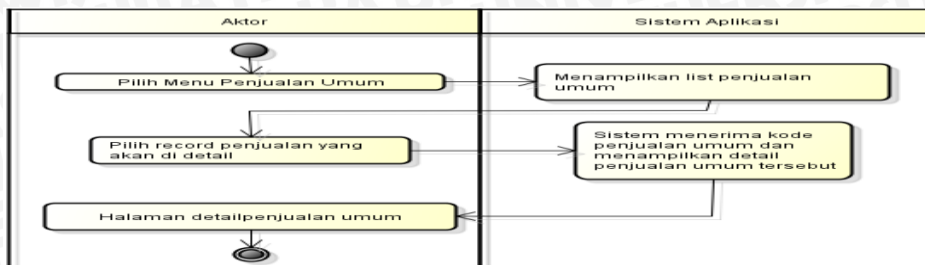 Aktor
Sistem Aplikasi
Pilih Menu Penjualan Umum
Menampilkan list penjualan
umum
Pilih record penjualan yang
akan di detail
Sistem menerima kode
penjualan umum dan
menampilkan detail
penjualan umum tersebut
Halaman detailpenjualan umum